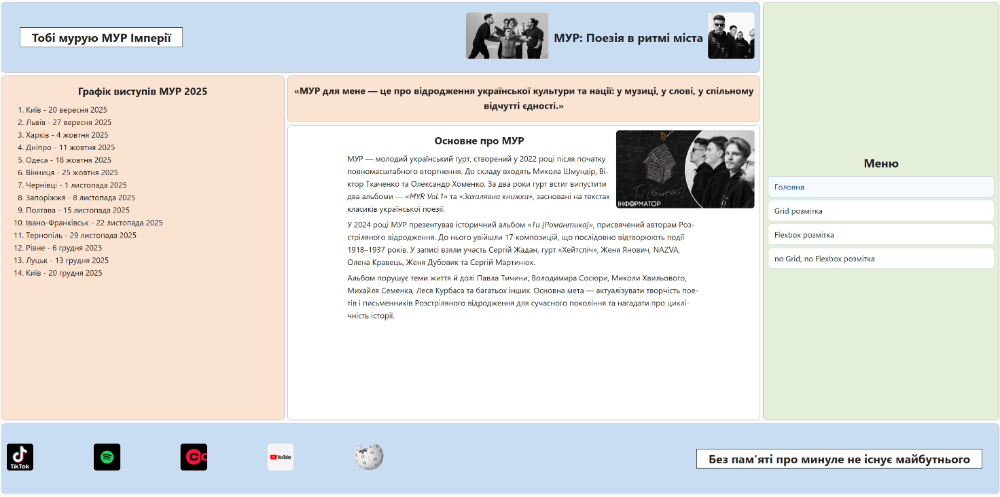 Тобі мурую МУР Імперії
МУР: Поезія в ритмі міста
Графік виступів МУР 2025
1. Київ - 20 вересня 2025
2. Львів - 27 вересня 2025
3. Харків - 4 жовтня 2025
4. Дніпро - 11 жовтня 2025
5. Одеса - 18 жовтня 2025
6. Вінниця - 25 жовтня 2025
7. Чернівці - 1 листопада 2025
8. Запоріжжя - 8 листопада 2025
9. Полтава - 15 листопада 2025
10. Івано-Франківськ - 22 листопада 2025
11. Тернопіль - 29 листопада 2025
12. Рівне - 6 грудня 2025
13. Луцьк - 13 грудня 2025
14. Київ - 20 грудня 2025
«МУР для мене — це про відродження української культури та нації: у музиці, у слові, у спільному
відчутті єдності.»
Основне про МУР
МУР — молодий український гурт, створений у 2022 році після початку
повномасштабного вторгнення. До складу входять Микола Шмундір, Ві-
ктор Ткаченко та Олександр Хоменко. За два роки гурт встиг випустити
два альбоми — «МУR Vol.1» та «Захалявна книжка», засновані на текстах
класиків української поезії.
У 2024 році МУР презентував історичний альбом «Ти [Романтика]», присвячений авторам Роз-
стріляного відродження. До нього увійшли 17 композицій, що послідовно відтворюють події
1918–1937 років. У записі взяли участь Сергій Жадан, гурт «Хейтспіч», Женя Янович, NAZVA,
Олена Кравець, Женя Дубовик та Сергій Мартинюк.
Альбом порушує теми життя й долі Павла Тичини, Володимира Сосюри, Миколи Хвильового,
Михайля Семенка, Леся Курбаса та багатьох інших. Основна мета — актуалізувати творчість пое-
тів і письменників Розстріляного відродження для сучасного покоління та нагадати про циклі-
чність історії.
Ти [Романтика]
ІНФОРМАТОР
Меню
Головна
Grid розмітка
Flexbox розмітка
no Grid, no Flexbox розмітка
TikTok
YouTube
Без пам'яті про минуле не існує майбутнього